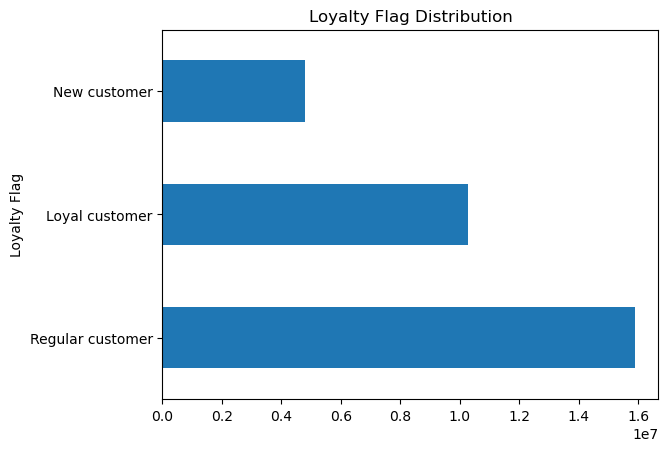 Loyalty Flag Distribution
New customer
Loyal customer
Regular customer
Loyalty Flag
0.0 0.2 0.4 0.6 0.8 1.0 1.2 1.4 1.6
1e7